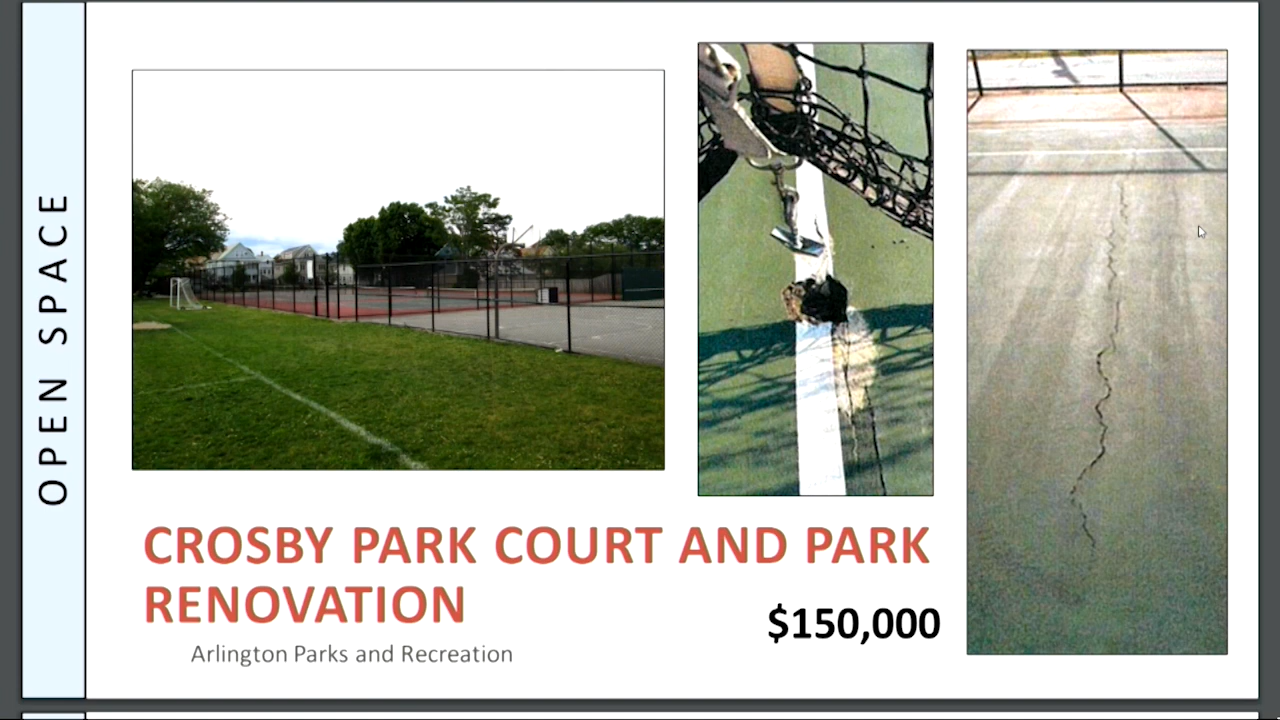 OPEN SPACE
CROSBY PARK COURT AND PARK
RENOVATION
$150,000
Arlington Parks and Recreation